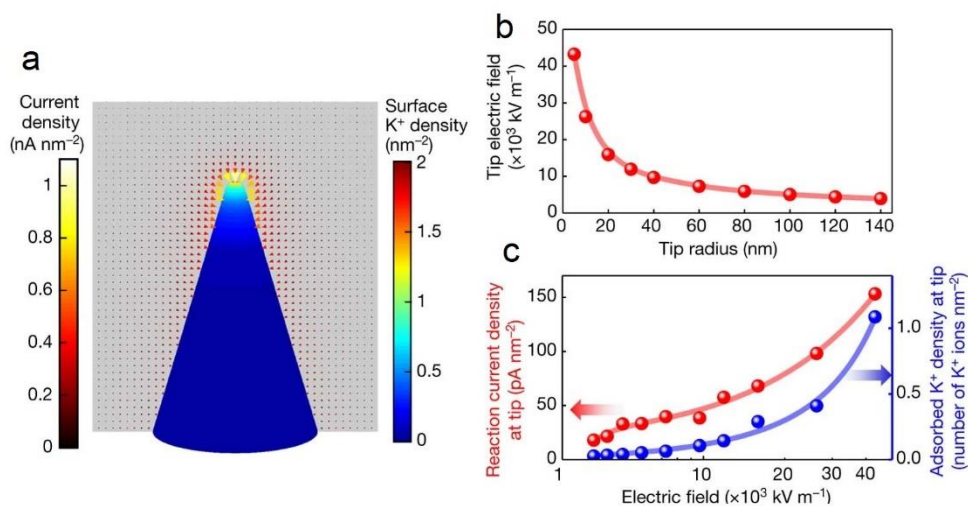 a
Current
density
(nA nm⁻²)
1
0.8
0.6
0.4
0.2
0
Surface
K⁺ density
(nm⁻²)
2
1.5
1
0.5
0
b
Tip electric field
(×10³ kV m⁻¹)
50
40
30
20
10
0
0 20 40 60 80 100 120 140
Tip radius (nm)
c
Reaction current density
at tip (pA nm⁻²)
150
100
50
0
1 10 20 30 40
Electric field (×10³ kV m⁻¹)
1.0
0.5
0.0
Adsorbed K⁺ density at tip
(number of K⁺ ions nm⁻²)